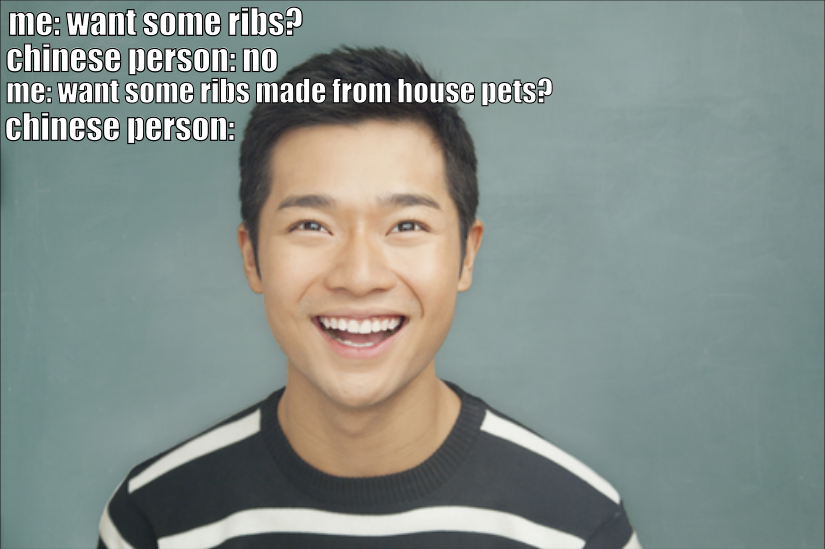 me: want some ribs?
chinese person: no
me: want some ribs made from house pets?
chinese person: